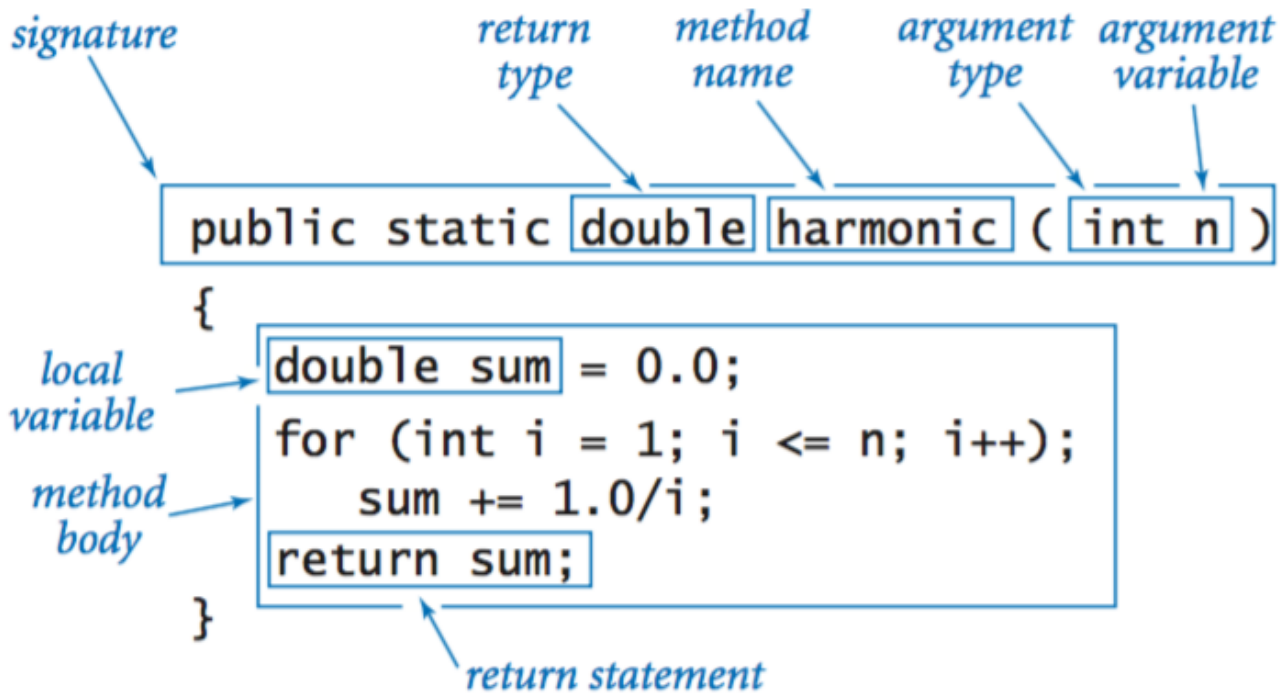 signature
return
type
method
name
argument
type
argument
variable
public static double harmonic ( int n )
{
local
variable
double sum = 0.0;
for (int i = 1; i <= n; i++);
method
body
sum += 1.0/i;
return sum;
}
return statement